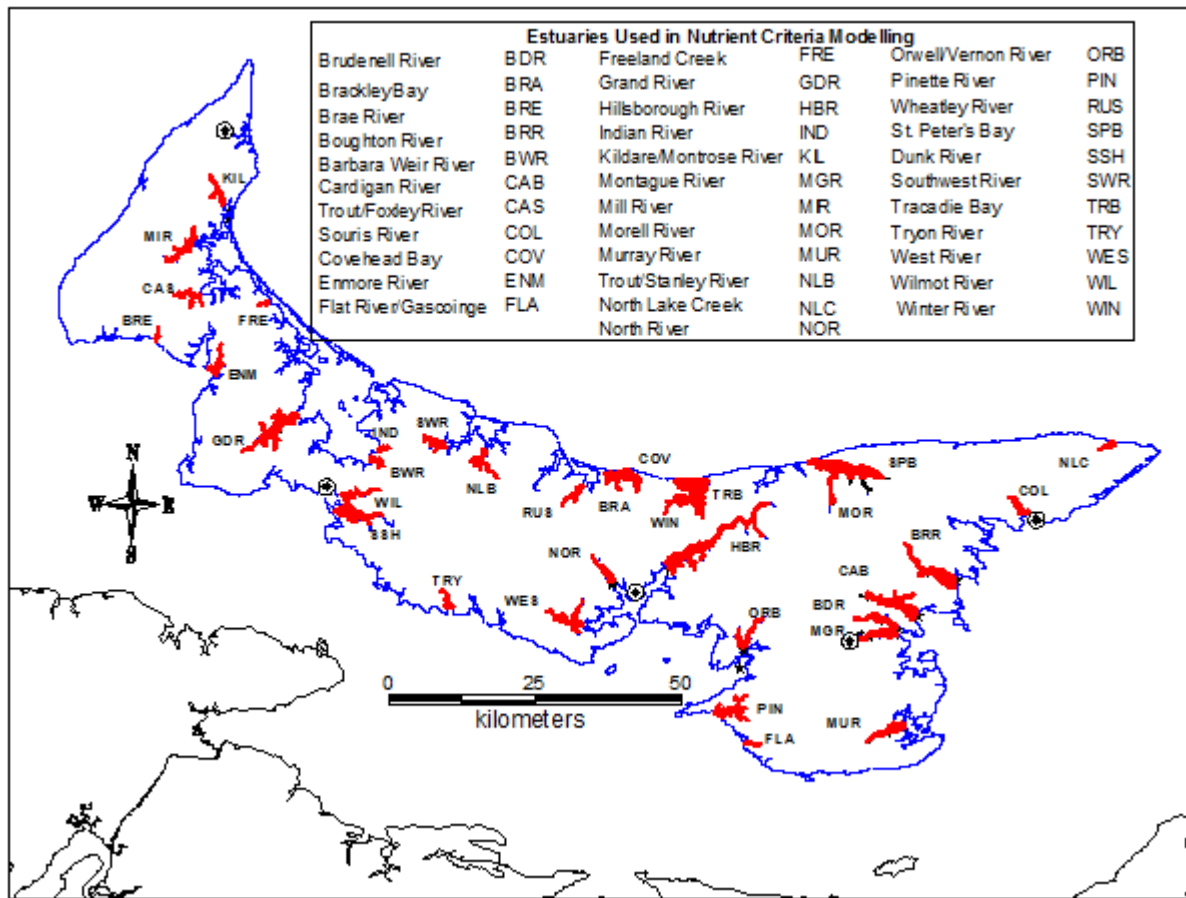 Estuaries Used in Nutrient Criteria Modelling
Brudenell River BDR Freeland Creek FRE Orwell/Vernon River ORB
Brackley Bay BRA Grand River GDR Pinette River PIN
Brae River BRE Hillsborough River HBR Wheatley River RUS
Boughton River BRR Indian River IND St. Peter's Bay SPB
Barbara Weir River BWR Kildare/Montrose River KIL Dunk River SSH
Cardigan River CAB Montague River MGR Southwest River SWR
Trout/Foxley River CAS Mill River MIR Tracadie Bay TRB
Souris River COL Morell River MOR Tryon River TRY
Covehead Bay COV Murray River MUR West River WES
Enmore River ENM Trout/Stanley River NLB Wilmot River WIL
Flat River/Gascoinge FLA North Lake Creek NLC Winter River WIN
North River NOR
KIL
MIR
CAS
BRE
FRE
ENM
GDR
IND
SWR
BWR
NLB
WIL
SSH
RUS
COV
BRA
WIN
TRB
SPB
MOR
NLC
COL
HBR
NOR
BRR
CAB
BDR
MGR
TRY
WES
ORB
PIN
FLA
MUR
N
W E
S
0 25 50
kilometers